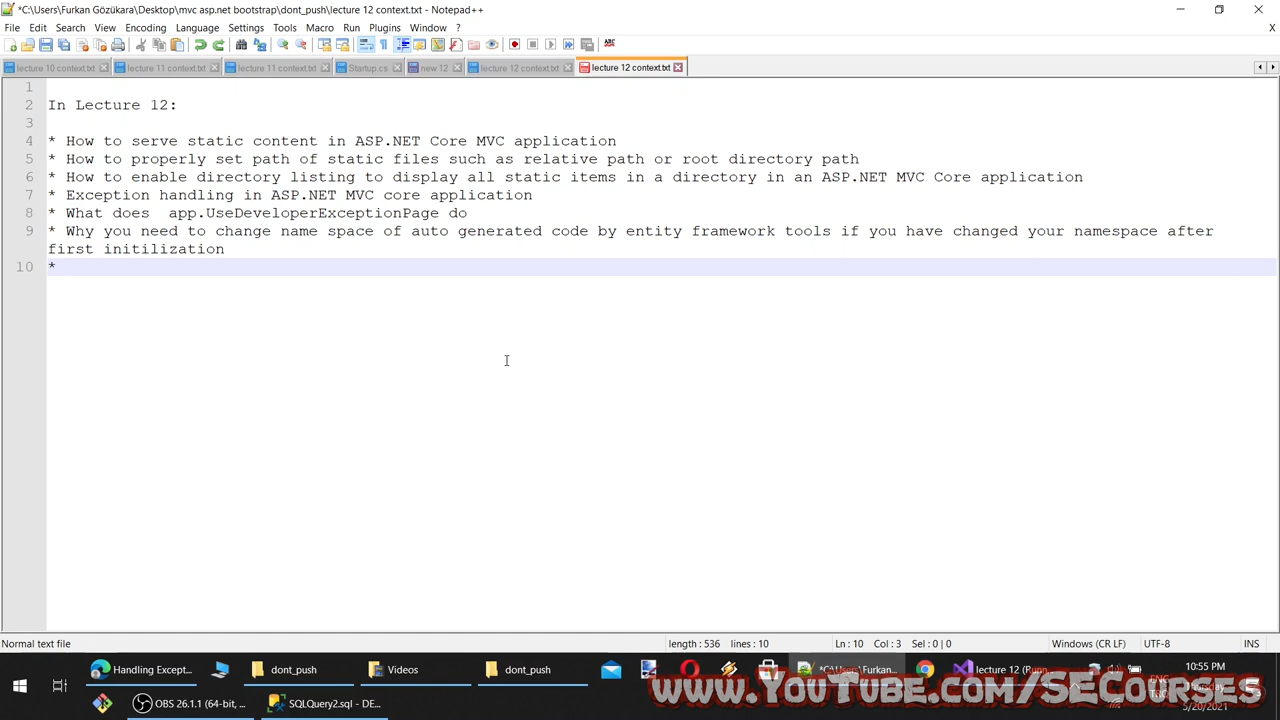 *C:\Users\Furkan Gözükara\Desktop\mvc asp.net bootstrap\dont_push\lecture 12 context.txt - Notepad++
File Edit Search View Encoding Language Settings Tools Macro Run Plugins Window ? X
lecture 10 context.txt lecture 11 context.txt lecture 11 context.txt Startup.cs new 12 lecture 12 context.txt lecture 12 context.txt
1
2 In Lecture 12:
3
4 * How to serve static content in ASP.NET Core MVC application
5 * How to properly set path of static files such as relative path or root directory path
6 * How to enable directory listing to display all static items in a directory in an ASP.NET MVC Core application
7 * Exception handling in ASP.NET MVC core application
8 * What does  app.UseDeveloperExceptionPage do
9 * Why you need to change name space of auto generated code by entity framework tools if you have changed your namespace after
first initilization
10 *
Normal text file length : 536 lines : 10 Ln : 10 Col : 3 Sel : 0 | 0 Windows (CR LF) UTF-8 INS
Handling Except... dont_push Videos dont_push *C:\Users\Furkan... lecture 12 (Runn... 10:55 PM
ENG Thursday
www.YouTube.com/SECourses
OBS 26.1.1 (64-bit, ... SQLQuery2.sql - DE... 5/20/2021